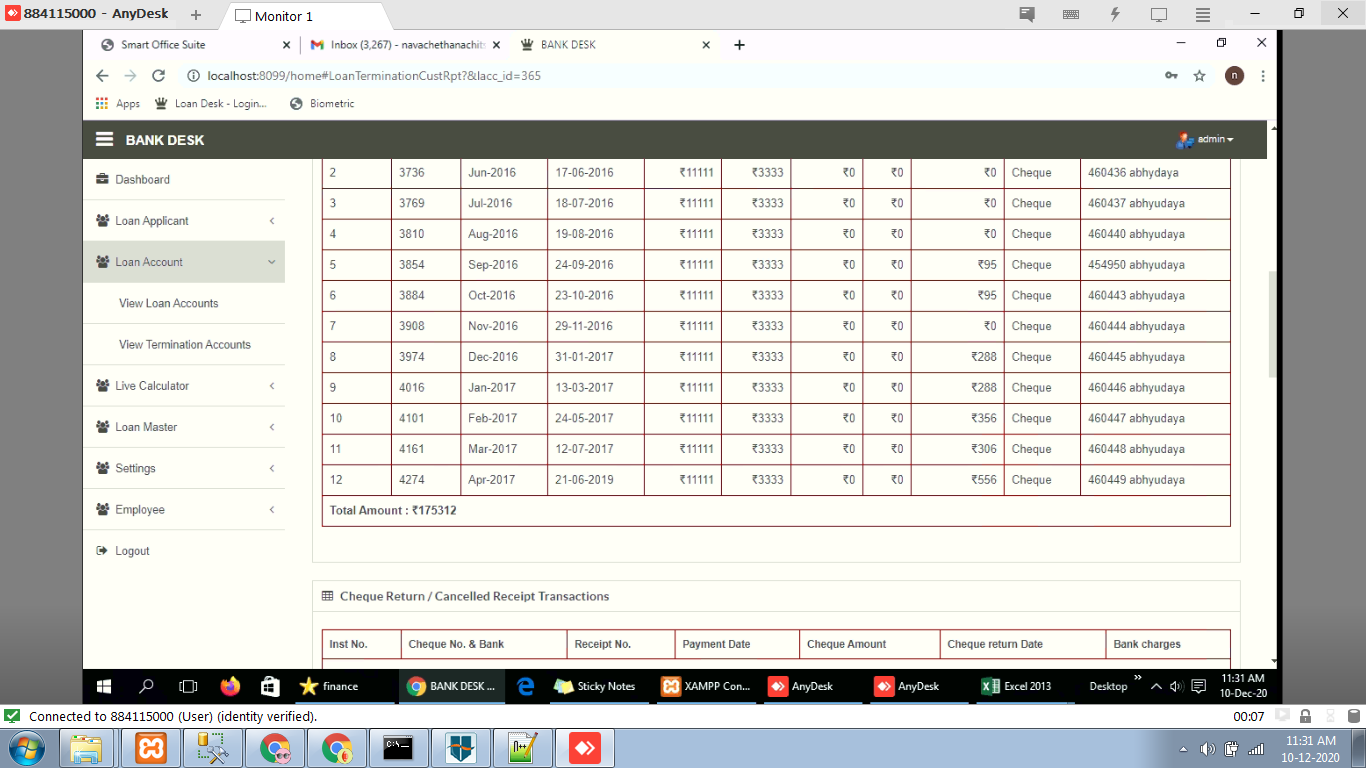 884115000 - AnyDesk + Monitor 1
Smart Office Suite Inbox (3,267) - navachethanachits BANK DESK
localhost:8099/home#LoanTerminationCustRpt?&lacc_id=365 n
Apps Loan Desk - Login... Biometric
BANK DESK admin
Dashboard
Loan Applicant
Loan Account
View Loan Accounts
View Termination Accounts
Live Calculator
Loan Master
Settings
Employee
Logout
2 3736 Jun-2016 17-06-2016 ₹11111 ₹3333 ₹0 ₹0 ₹0 Cheque 460436 abhydaya
3 3769 Jul-2016 18-07-2016 ₹11111 ₹3333 ₹0 ₹0 ₹0 Cheque 460437 abhyudaya
4 3810 Aug-2016 19-08-2016 ₹11111 ₹3333 ₹0 ₹0 ₹0 Cheque 460440 abhyudaya
5 3854 Sep-2016 24-09-2016 ₹11111 ₹3333 ₹0 ₹0 ₹95 Cheque 454950 abhyudaya
6 3884 Oct-2016 23-10-2016 ₹11111 ₹3333 ₹0 ₹0 ₹95 Cheque 460443 abhyudaya
7 3908 Nov-2016 29-11-2016 ₹11111 ₹3333 ₹0 ₹0 ₹0 Cheque 460444 abhyudaya
8 3974 Dec-2016 31-01-2017 ₹11111 ₹3333 ₹0 ₹0 ₹288 Cheque 460445 abhyudaya
9 4016 Jan-2017 13-03-2017 ₹11111 ₹3333 ₹0 ₹0 ₹288 Cheque 460446 abhyudaya
10 4101 Feb-2017 24-05-2017 ₹11111 ₹3333 ₹0 ₹0 ₹356 Cheque 460447 abhyudaya
11 4161 Mar-2017 12-07-2017 ₹11111 ₹3333 ₹0 ₹0 ₹306 Cheque 460448 abhyudaya
12 4274 Apr-2017 21-06-2019 ₹11111 ₹3333 ₹0 ₹0 ₹556 Cheque 460449 abhyudaya
Total Amount : ₹175312
Cheque Return / Cancelled Receipt Transactions
Inst No. Cheque No. & Bank Receipt No. Payment Date Cheque Amount Cheque return Date Bank charges
finance BANK DESK ... Sticky Notes XAMPP Con... AnyDesk AnyDesk Excel 2013 Desktop 11:31 AM
10-Dec-20
Connected to 884115000 (User) (identity verified). 00:07
11:31 AM
10-12-2020